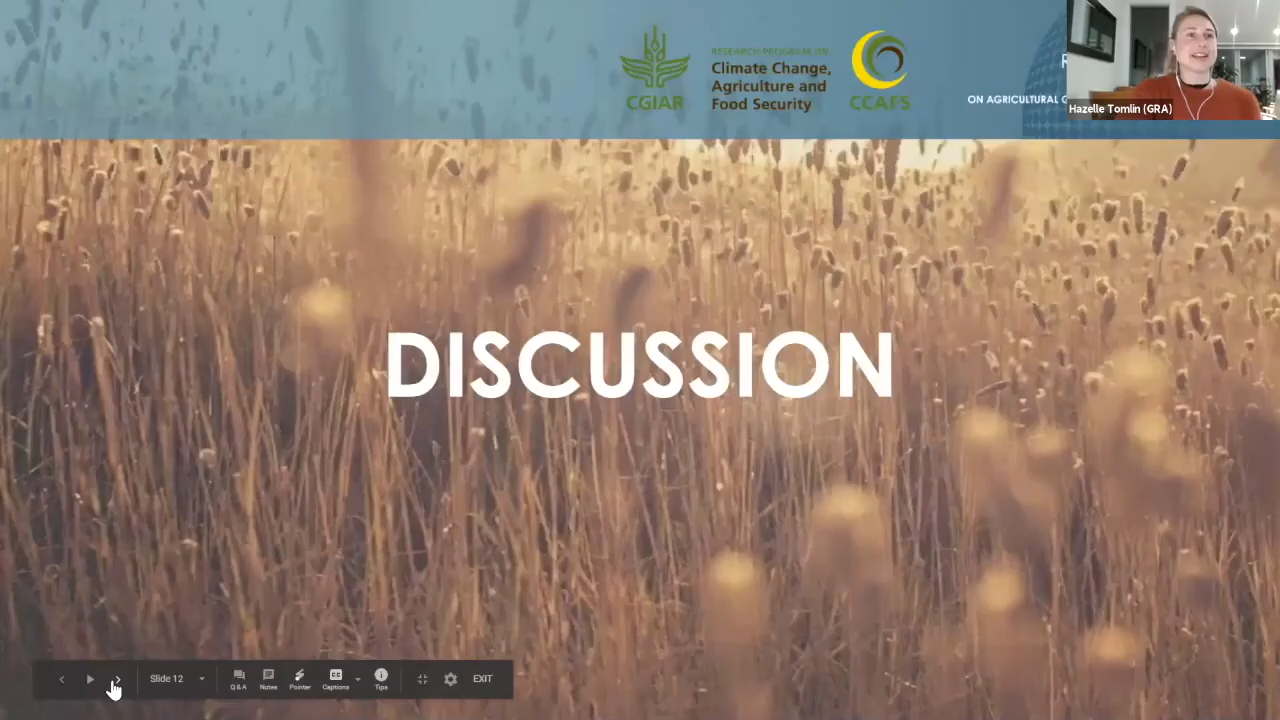 RESEARCH PROGRAM ON
Climate Change,
Agriculture and
Food Security
CGIAR
CCAFS
R
ON AGRICULTURAL G
Hazelle Tomlin (GRA)
DISCUSSION
Slide 12
Q&A
Notes
Pointer
CC
Captions
Tips
EXIT